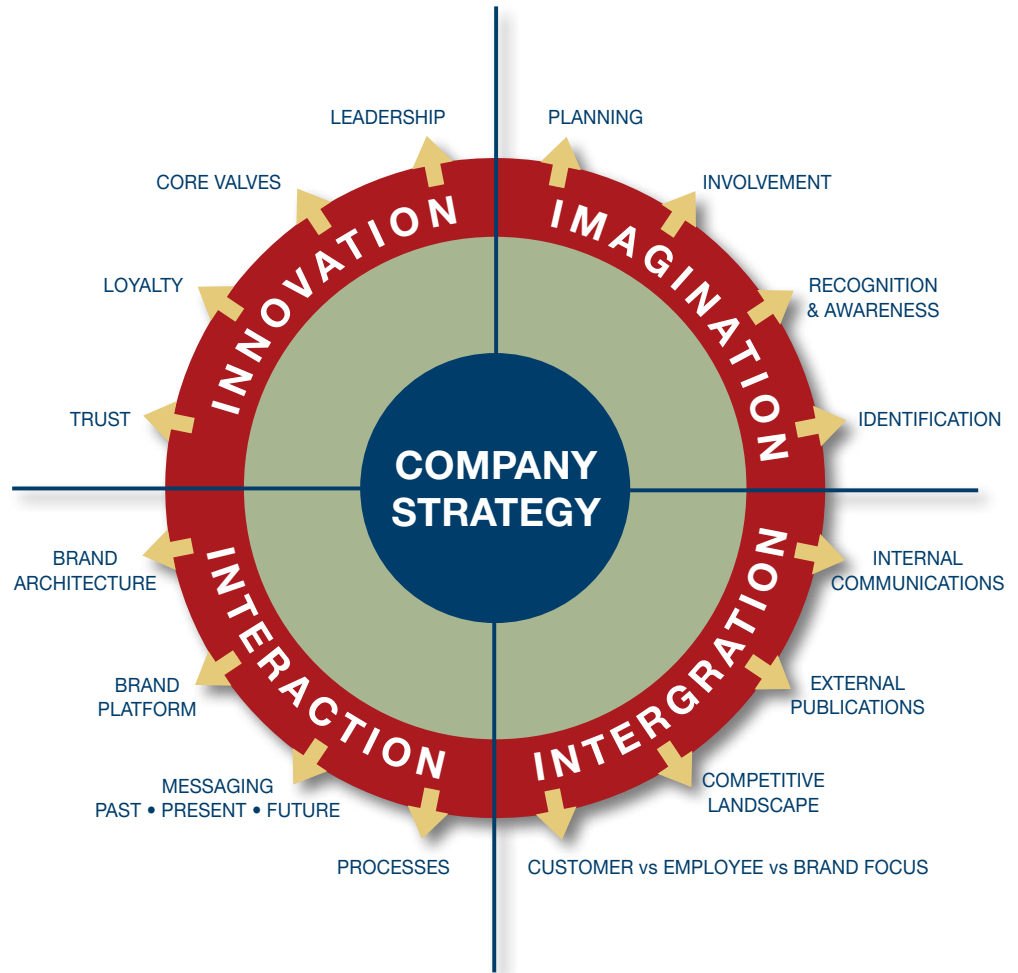 LEADERSHIP
PLANNING
CORE VALVES
INVOLVEMENT
LOYALTY
RECOGNITION
& AWARENESS
TRUST
IDENTIFICATION
INNOVATION
IMAGINATION
COMPANY
STRATEGY
INTERACTION
INTERGRATION
BRAND
ARCHITECTURE
INTERNAL
COMMUNICATIONS
BRAND
PLATFORM
EXTERNAL
PUBLICATIONS
MESSAGING
PAST • PRESENT • FUTURE
COMPETITIVE
LANDSCAPE
PROCESSES
CUSTOMER vs EMPLOYEE vs BRAND FOCUS